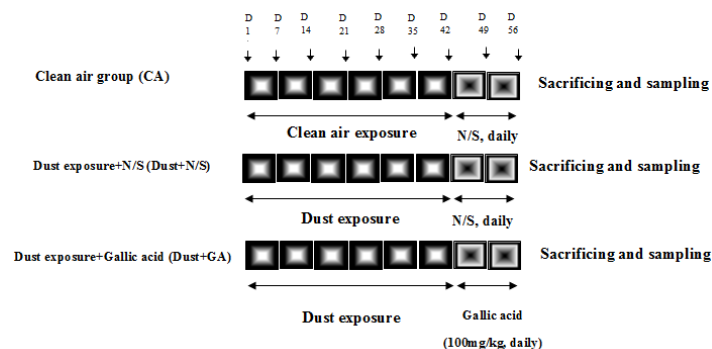 D D D D D D D D D
1 7 14 21 28 35 42 49 56
Clean air group (CA) Sacrificing and sampling
Clean air exposure N/S, daily
Dust exposure+N/S (Dust+N/S) Sacrificing and sampling
Dust exposure N/S, daily
Dust exposure+Gallic acid (Dust+GA) Sacrificing and sampling
Dust exposure Gallic acid
(100mg/kg, daily)